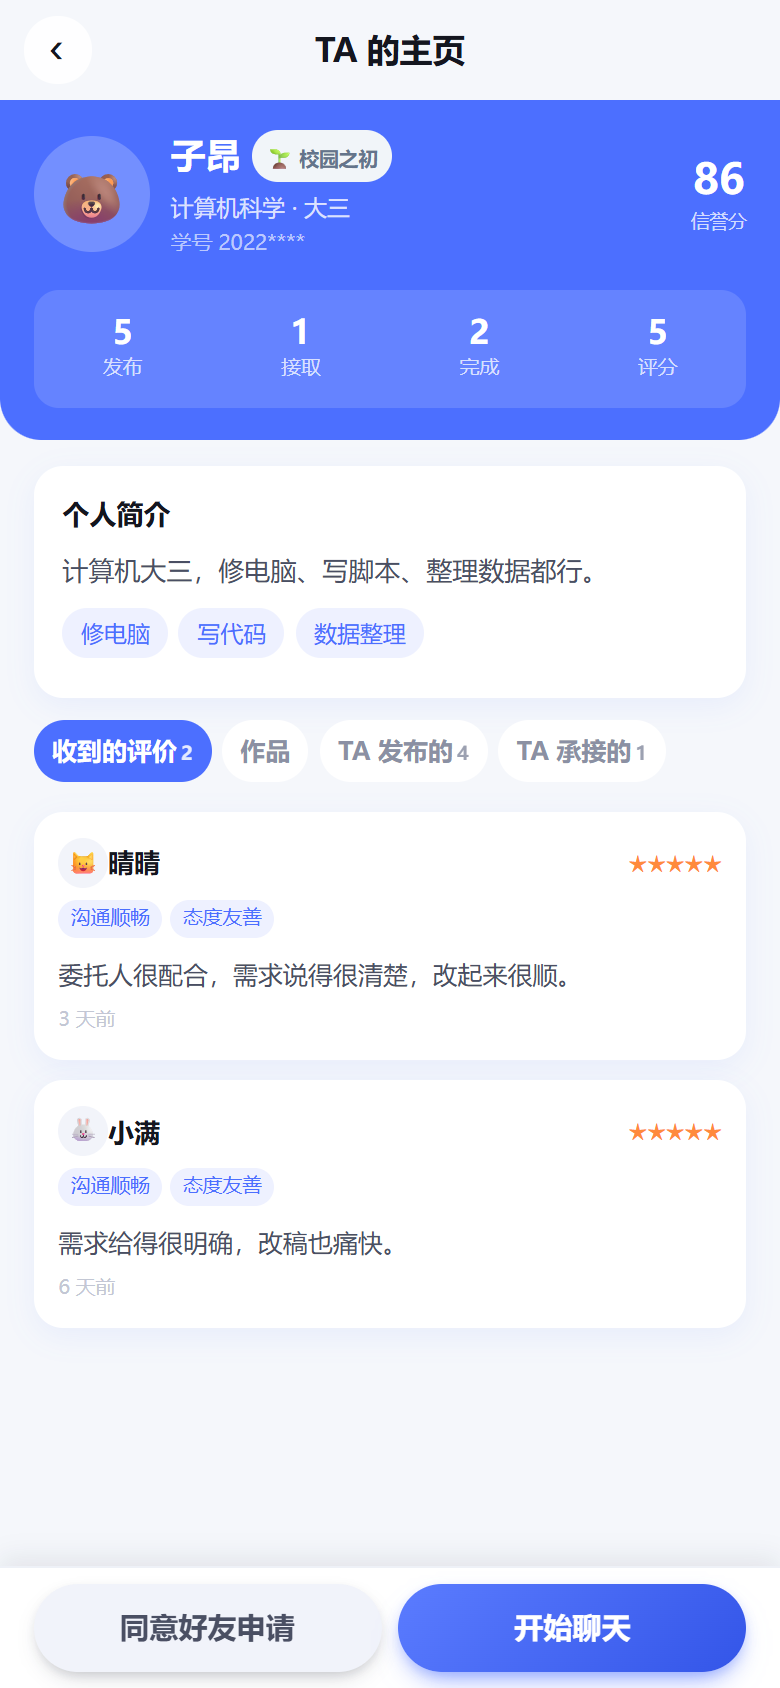 TA 的主页
子昂 校园之初
计算机科学 · 大三
学号 2022****
86
信誉分
5 1 2 5
发布 接取 完成 评分
个人简介
计算机大三，修电脑、写脚本、整理数据都行。
修电脑 写代码 数据整理
收到的评价 2 作品 TA 发布的 4 TA 承接的 1
晴晴 ★★★★★
沟通顺畅 态度友善
委托人很配合，需求说得很清楚，改起来很顺。
3 天前
小满 ★★★★★
沟通顺畅 态度友善
需求给得很明确，改稿也痛快。
6 天前
同意好友申请 开始聊天